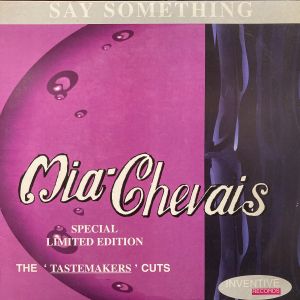 SAY SOMETHING
Mia-Chevais
SPECIAL
LIMITED EDITION
THE ' TASTEMAKERS ' CUTS
INVENTIVE
RECORDS